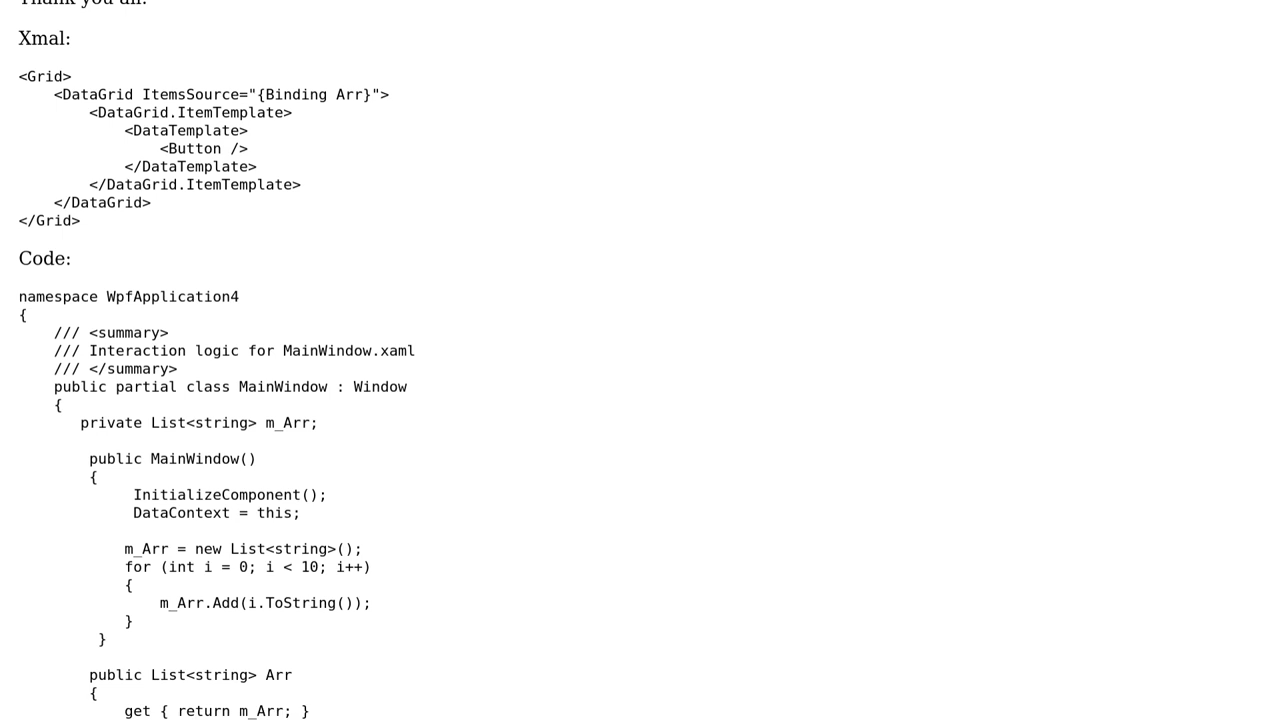 Thank you all.
Xmal:
<Grid>
    <DataGrid ItemsSource="{Binding Arr}">
        <DataGrid.ItemTemplate>
            <DataTemplate>
                <Button />
            </DataTemplate>
        </DataGrid.ItemTemplate>
    </DataGrid>
</Grid>
Code:
namespace WpfApplication4
{
    /// <summary>
    /// Interaction logic for MainWindow.xaml
    /// </summary>
    public partial class MainWindow : Window
    {
       private List<string> m_Arr;
        public MainWindow()
        {
             InitializeComponent();
             DataContext = this;
            m_Arr = new List<string>();
            for (int i = 0; i < 10; i++)
            {
                m_Arr.Add(i.ToString());
            }
         }
        public List<string> Arr
        {
            get { return m_Arr; }